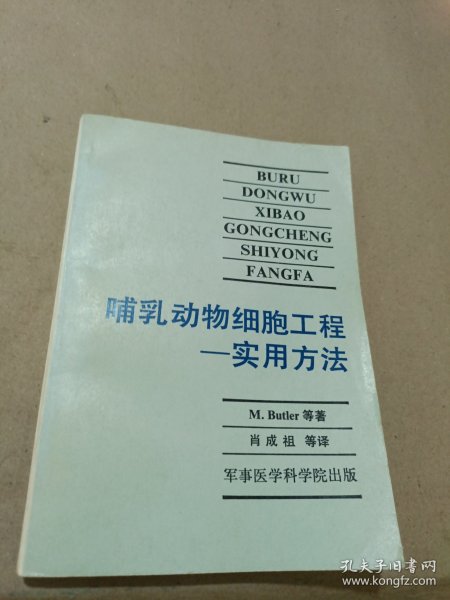 BURU
DONGWU
XIBAO
GONGCHENG
SHIYONG
FANGFA
哺乳动物细胞工程
—实用方法
M. Butler 等著
肖成祖 等译
军事医学科学院出版
孔夫子旧书网
www.kongfz.com